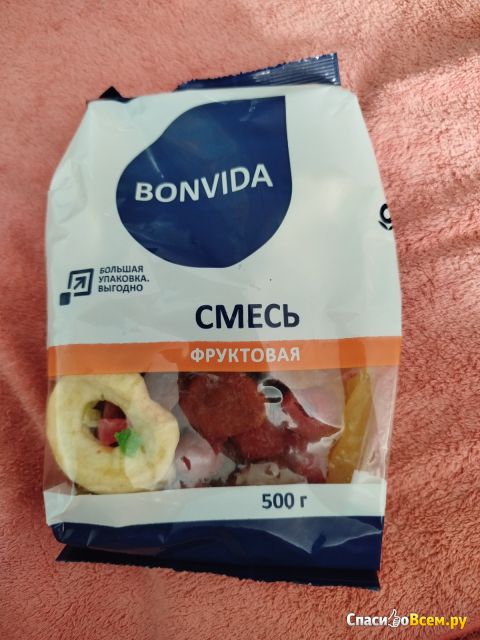 BONVIDA
БОЛЬШАЯ
УПАКОВКА.
ВЫГОДНО
СМЕСЬ
ФРУКТОВАЯ
500 г
СпасибоВсем.ру